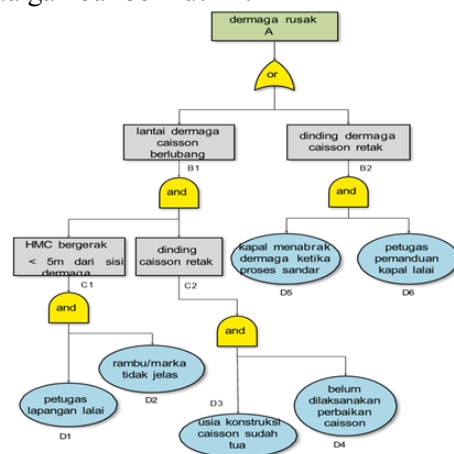 dermaga rusak
A
or
lantai dermaga
caisson
berlubang
dinding dermaga
caisson retak
B1
B2
and
and
HMC bergerak
< 5m dari sisi
dermaga
dinding
caisson retak
kapal menabrak
dermaga ketika
proses sandar
petugas
pemanduan
kapal lalai
C1
C2
D5
D6
and
and
rambu/marka
tidak jelas
D2
petugas
lapangan lalai
D1
D3
usia konstruksi
caisson sudah
tua
belum
dilaksanakan
perbaikan
caisson
D4